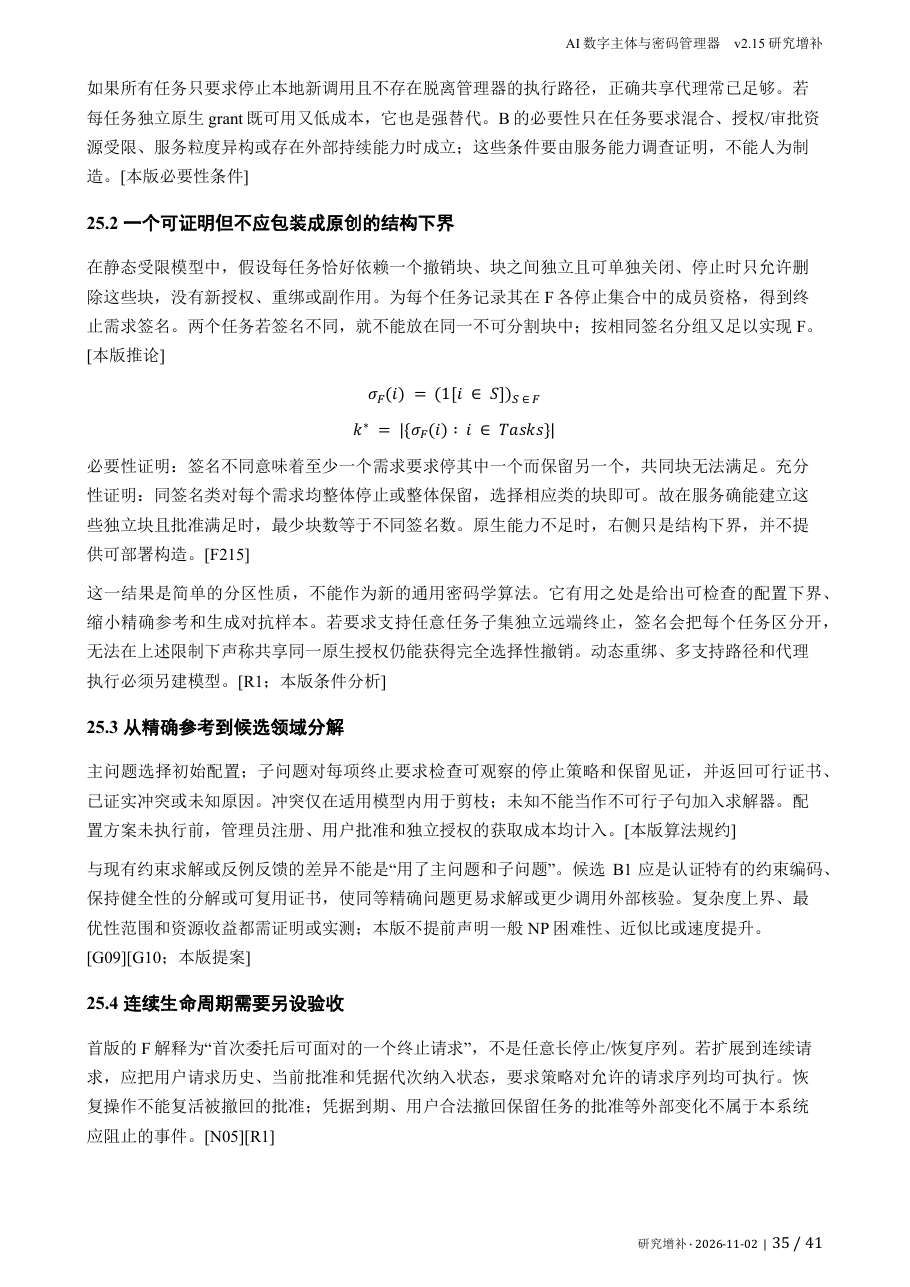 AI 数字主体与密码管理器 v2.15 研究增补
如果所有任务只要求停止本地新调用且不存在脱离管理器的执行路径，正确共享代理常已足够。若
每任务独立原生 grant 既可用又低成本，它也是强替代。B 的必要性只在任务要求混合、授权/审批资
源受限、服务粒度异构或存在外部持续能力时成立；这些条件要由服务能力调查证明，不能人为制
造。[本版必要性条件]
25.2 一个可证明但不应包装成原创的结构下界
在静态受限模型中，假设每任务恰好依赖一个撤销块、块之间独立且可单独关闭、停止时只允许删
除这些块，没有新授权、重绑或副作用。为每个任务记录其在 F 各停止集合中的成员资格，得到终
止需求签名。两个任务若签名不同，就不能放在同一不可分割块中；按相同签名分组又足以实现 F。
[本版推论]
σ_F(i) = (1[i ∈ S])_{S∈F}
k* = |{σ_F(i) : i ∈ Tasks}|
必要性证明：签名不同意味着至少一个需求要求停其中一个而保留另一个，共同块无法满足。充分
性证明：同签名类对每个需求均整体停止或整体保留，选择相应类的块即可。故在服务确能建立这
些独立块且批准满足时，最少块数等于不同签名数。原生能力不足时，右侧只是结构下界，并不提
供可部署构造。[F215]
这一结果是简单的分区性质，不能作为新的通用密码学算法。它有用之处是给出可检查的配置下界、
缩小精确参考和生成对抗样本。若要求支持任意任务子集独立远端终止，签名会把每个任务区分开，
无法在上述限制下声称共享同一原生授权仍能获得完全选择性撤销。动态重绑、多支持路径和代理
执行必须另建模型。[R1；本版条件分析]
25.3 从精确参考到候选领域分解
主问题选择初始配置；子问题对每项终止要求检查可观察的停止策略和保留见证，并返回可行证书、
已证实冲突或未知原因。冲突仅在适用模型内用于剪枝；未知不能当作不可行子句加入求解器。配
置方案未执行前，管理员注册、用户批准和独立授权的获取成本均计入。[本版算法规约]
与现有约束求解或反例反馈的差异不能是“用了主问题和子问题”。候选 B1 应是认证特有的约束编码、
保持健全性的分解或可复用证书，使同等精确问题更易求解或更少调用外部核验。复杂度上界、最
优性范围和资源收益都需证明或实测；本版不提前声明一般 NP 困难性、近似比或速度提升。
[G09][G10；本版提案]
25.4 连续生命周期需要另设验收
首版的 F 解释为“首次委托后可面对的一个终止请求”，不是任意长停止/恢复序列。若扩展到连续请
求，应把用户请求历史、当前批准和凭据代次纳入状态，要求策略对允许的请求序列均可执行。恢
复操作不能复活被撤回的批准；凭据到期、用户合法撤回保留任务的批准等外部变化不属于本系统
应阻止的事件。[N05][R1]
研究增补 · 2026-11-02 | 35 / 41